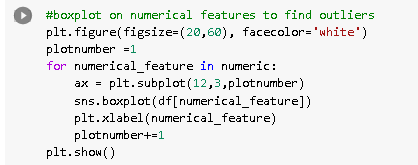 #boxplot on numerical features to find outliers
plt.figure(figsize=(20,60), facecolor='white')
plotnumber =1
for numerical_feature in numeric:
    ax = plt.subplot(12,3,plotnumber)
    sns.boxplot(df[numerical_feature])
    plt.xlabel(numerical_feature)
    plotnumber+=1
plt.show()